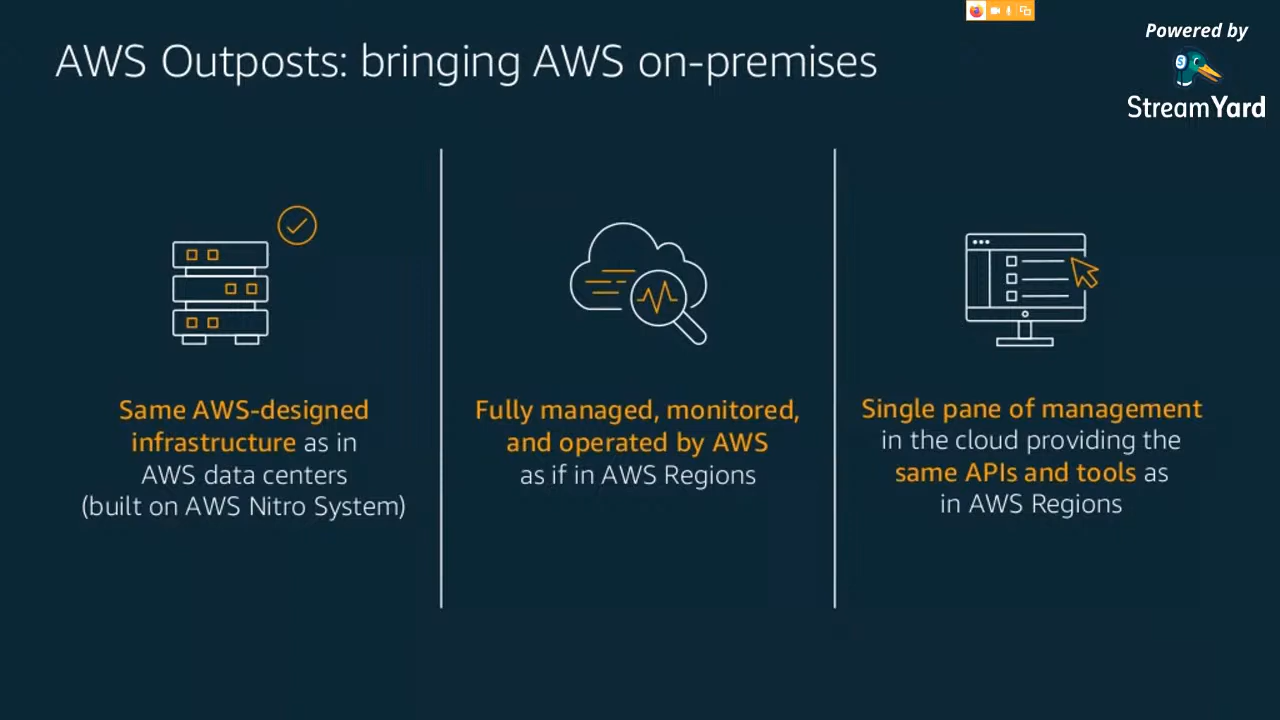 AWS Outposts: bringing AWS on-premises
Powered by
StreamYard
Same AWS-designed
infrastructure as in
AWS data centers
(built on AWS Nitro System)
Fully managed, monitored,
and operated by AWS
as if in AWS Regions
Single pane of management
in the cloud providing the
same APIs and tools as
in AWS Regions